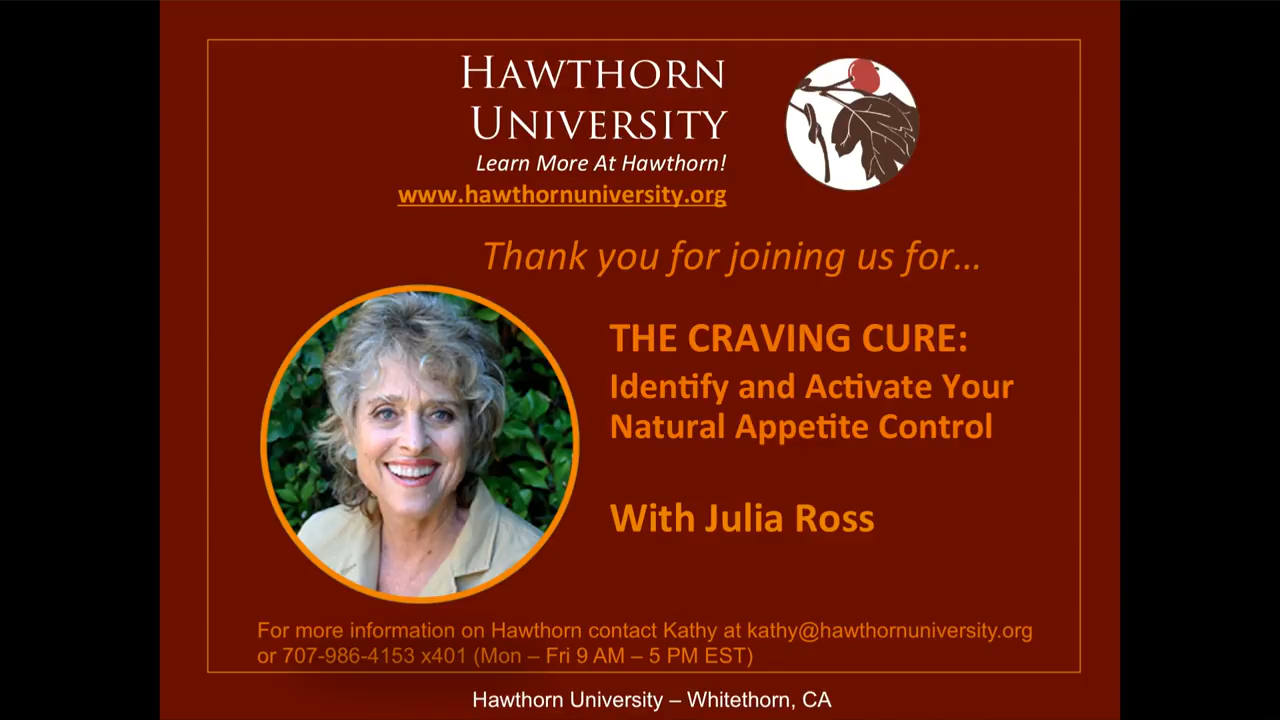 HAWTHORN
UNIVERSITY
Learn More At Hawthorn!
www.hawthornuniversity.org
Thank you for joining us for...
THE CRAVING CURE:
Identify and Activate Your
Natural Appetite Control
With Julia Ross
For more information on Hawthorn contact Kathy at kathy@hawthornuniversity.org
or 707-986-4153 x401 (Mon – Fri 9 AM – 5 PM EST)
Hawthorn University – Whitethorn, CA